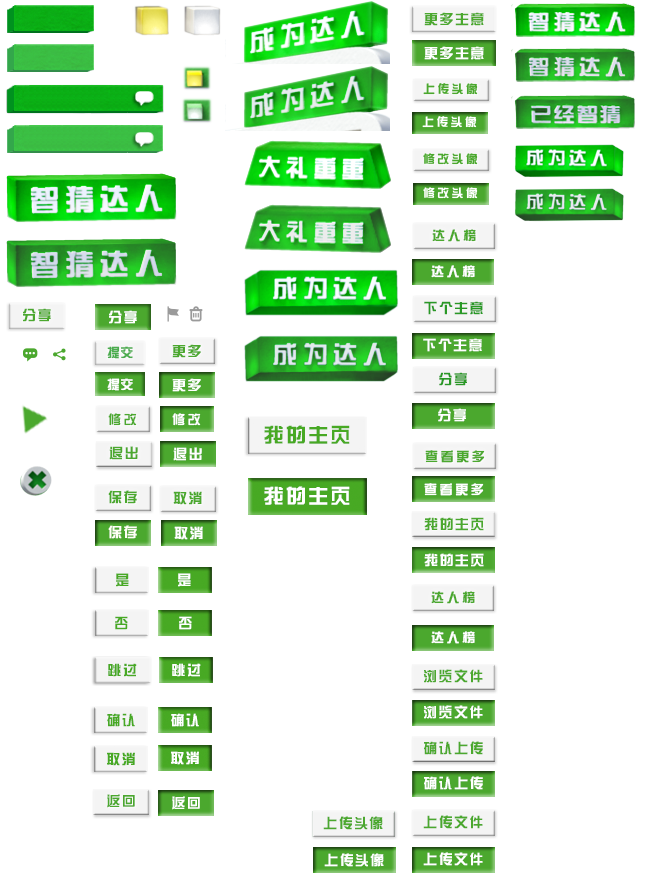 智猜达人
智猜达人
分享
分享
提交
更多
提交
更多
修改
修改
退出
退出
保存
取消
保存
取消
是
是
否
否
跳过
跳过
确认
确认
取消
取消
返回
返回
成为达人
成为达人
大礼重重
大礼重重
成为达人
成为达人
我的主页
我的主页
上传头像
上传头像
更多主意
更多主意
上传头像
上传头像
修改头像
修改头像
达人榜
达人榜
下个主意
下个主意
分享
分享
查看更多
查看更多
我的主页
我的主页
达人榜
达人榜
浏览文件
浏览文件
确认上传
确认上传
上传文件
上传文件
智猜达人
智猜达人
已经智猜
成为达人
成为达人